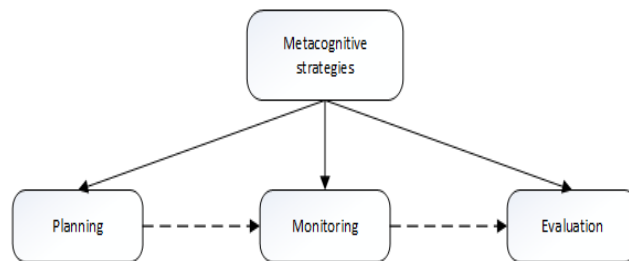 Metacognitive
strategies
Planning
Monitoring
Evaluation